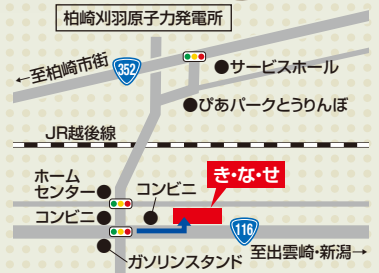 柏崎刈羽原子力発電所
←至柏崎市街
352
●サービスホール
●ぴあパークとうりんぼ
JR越後線
ホーム
センター●
コンビニ
き・な・せ
コンビニ●
116
至出雲崎・新潟→
ガソリンスタンド